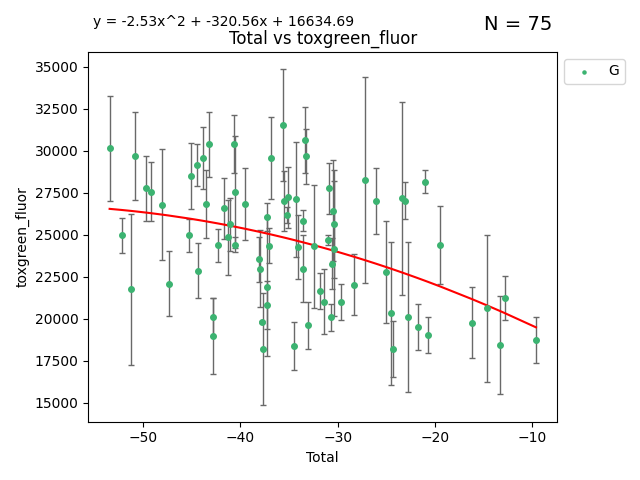 y = -2.53x^2 + -320.56x + 16634.69
N = 75
Total vs toxgreen_fluor
G
toxgreen_fluor
35000
32500
30000
27500
25000
22500
20000
17500
15000
−50
−40
−30
−20
−10
Total